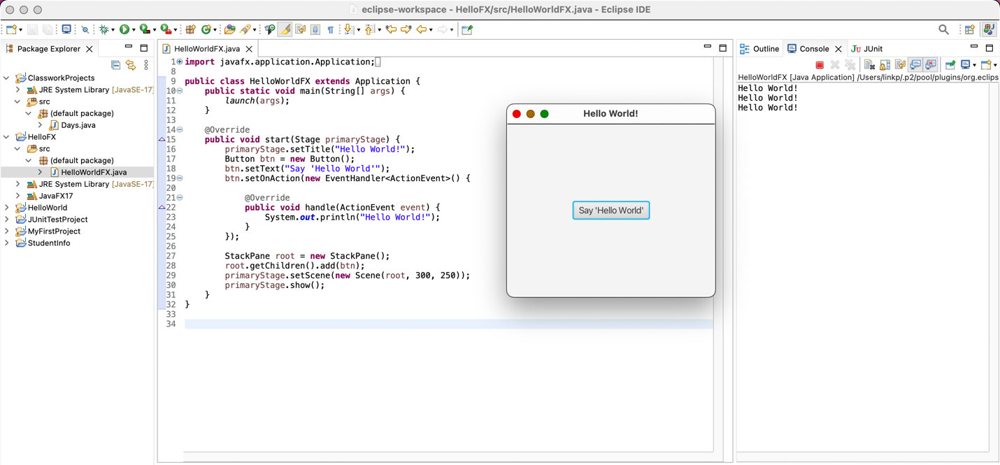 eclipse-workspace - HelloFX/src/HelloWorldFX.java - Eclipse IDE
Package Explorer
ClassworkProjects
JRE System Library [JavaSE-17]
src
(default package)
Days.java
HelloFX
src
(default package)
HelloWorldFX.java
JRE System Library [JavaSE-17]
JavaFX17
HelloWorld
JUnitTestProject
MyFirstProject
StudentInfo
HelloWorldFX.java
1 import javafx.application.Application;
8
9 public class HelloWorldFX extends Application {
10 public static void main(String[] args) {
11 launch(args);
12 }
13
14 @Override
15 public void start(Stage primaryStage) {
16 primaryStage.setTitle("Hello World!");
17 Button btn = new Button();
18 btn.setText("Say 'Hello World'");
19 btn.setOnAction(new EventHandler<ActionEvent>() {
20
21 @Override
22 public void handle(ActionEvent event) {
23 System.out.println("Hello World!");
24 }
25 });
26
27 StackPane root = new StackPane();
28 root.getChildren().add(btn);
29 primaryStage.setScene(new Scene(root, 300, 250));
30 primaryStage.show();
31 }
32 }
33
34
Hello World!
Say 'Hello World'
Outline
Console
JUnit
HelloWorldFX [Java Application] /Users/linkp/.p2/pool/plugins/org.eclips
Hello World!
Hello World!
Hello World!